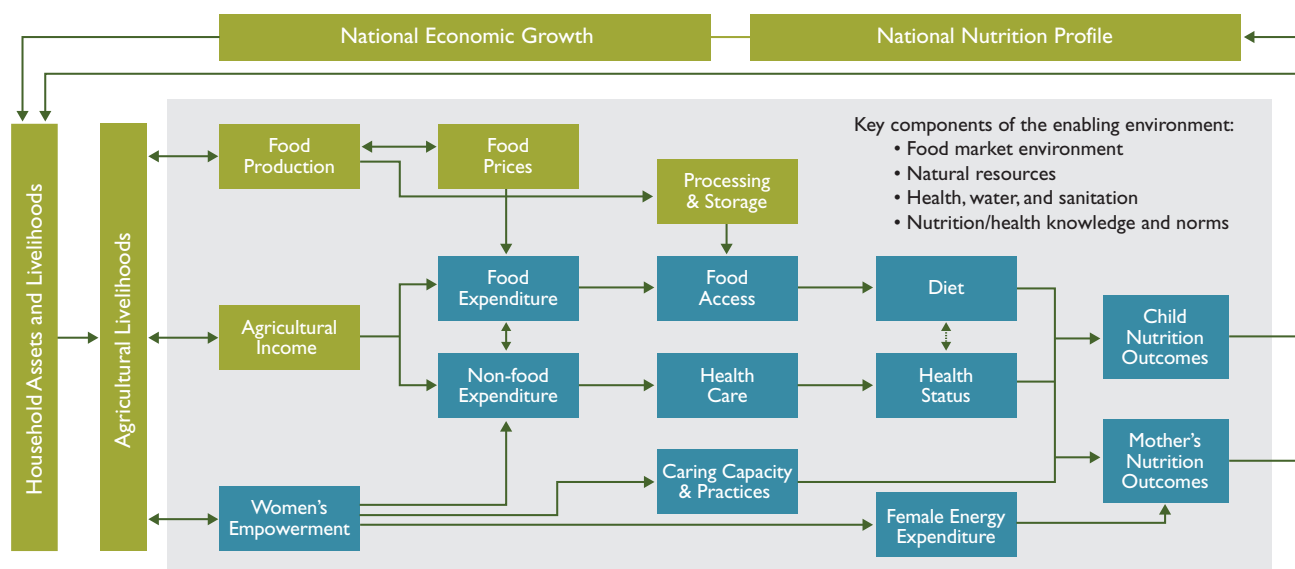 National Economic Growth
National Nutrition Profile
Household Assets and Livelihoods
Agricultural Livelihoods
Food
Production
Food
Prices
Processing
& Storage
Key components of the enabling environment:
• Food market environment
• Natural resources
• Health, water, and sanitation
• Nutrition/health knowledge and norms
Food
Expenditure
Food
Access
Diet
Agricultural
Income
Child
Nutrition
Outcomes
Non-food
Expenditure
Health
Care
Health
Status
Mother's
Nutrition
Outcomes
Caring Capacity
& Practices
Women's
Empowerment
Female Energy
Expenditure